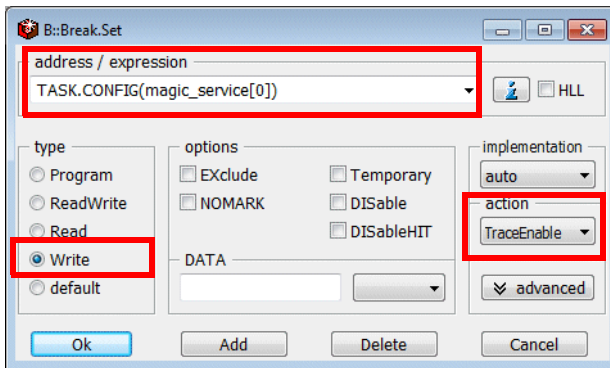 B::Break.Set
address / expression
TASK.CONFIG(magic_service[0])
HLL
type
options
implementation
Program
EXclude
Temporary
auto
ReadWrite
NOMARK
DISable
action
Read
DISableHIT
TraceEnable
Write
DATA
default
advanced
Ok
Add
Delete
Cancel